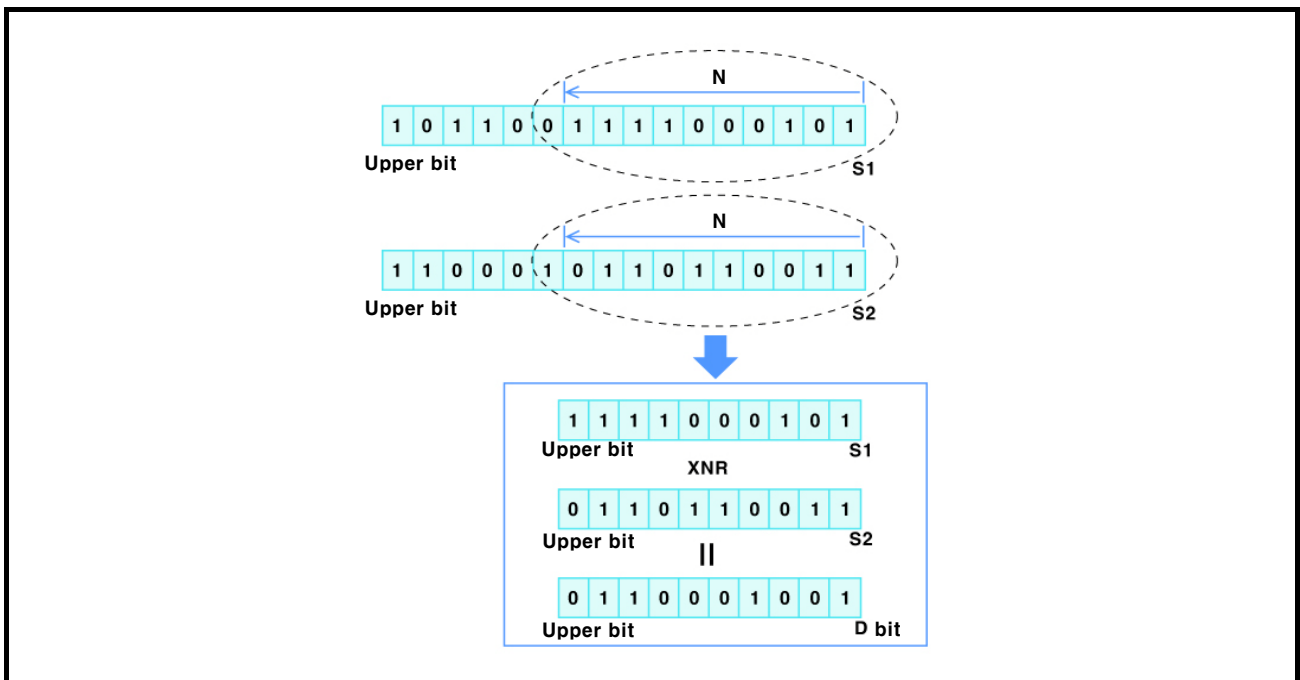 N
1 0 1 1 0 0 1 1 1 1 0 0 0 1 0 1
Upper bit S1
N
1 1 0 0 0 1 0 1 1 0 1 1 0 0 1 1
Upper bit S2
1 1 1 1 0 0 0 1 0 1
Upper bit S1
XNR
0 1 1 0 1 1 0 0 1 1
Upper bit S2
0 1 1 0 0 0 1 0 0 1
Upper bit D bit